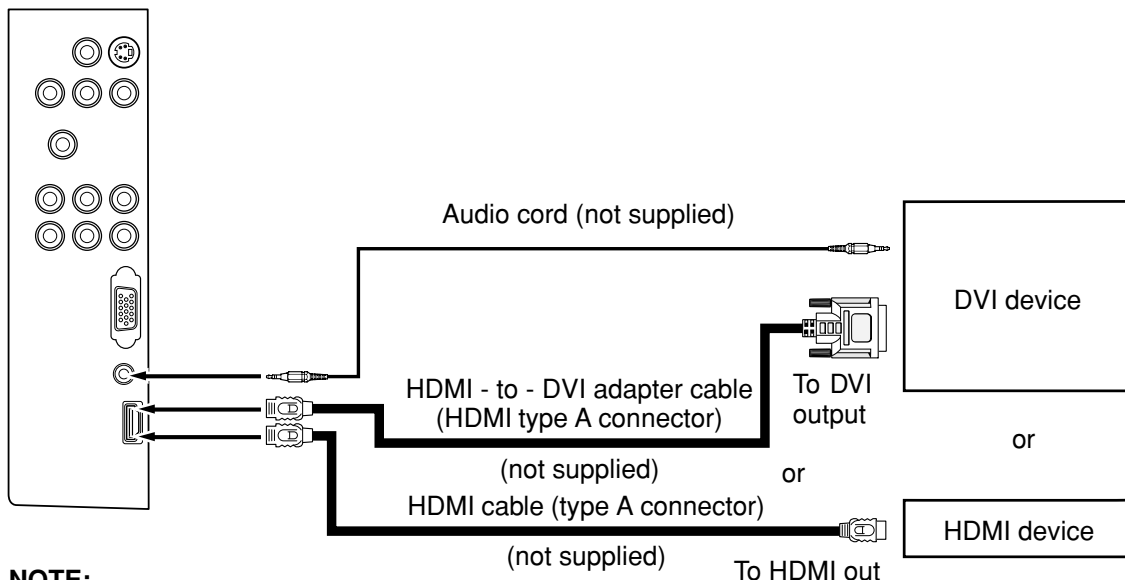 Audio cord (not supplied)
DVI device
HDMI - to - DVI adapter cable
(HDMI type A connector)
To DVI
output
(not supplied)
or
or
HDMI cable (type A connector)
HDMI device
(not supplied)
To HDMI out
NOTE: